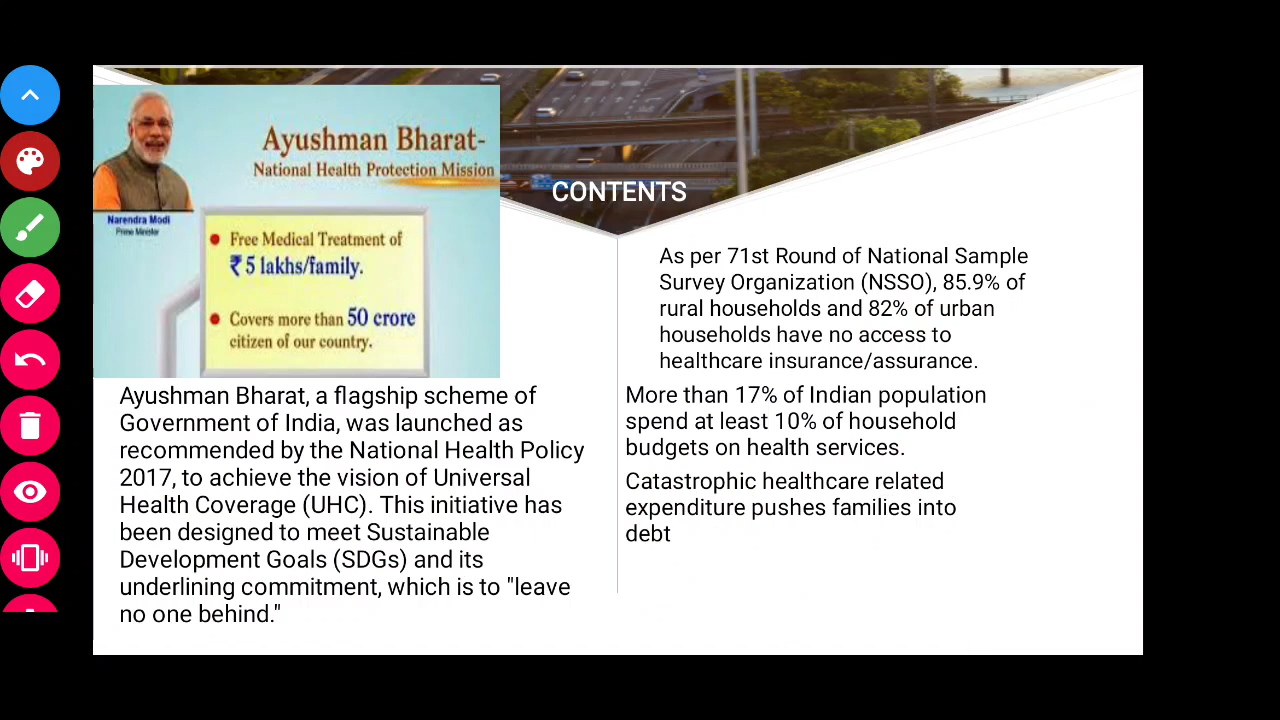 Ayushman Bharat-
National Health Protection Mission
Narendra Modi
Prime Minister
Free Medical Treatment of
₹ 5 lakhs/family.
Covers more than 50 crore
citizen of our country.
CONTENTS
Ayushman Bharat, a flagship scheme of
Government of India, was launched as
recommended by the National Health Policy
2017, to achieve the vision of Universal
Health Coverage (UHC). This initiative has
been designed to meet Sustainable
Development Goals (SDGs) and its
underlining commitment, which is to "leave
no one behind."
As per 71st Round of National Sample
Survey Organization (NSSO), 85.9% of
rural households and 82% of urban
households have no access to
healthcare insurance/assurance.
More than 17% of Indian population
spend at least 10% of household
budgets on health services.
Catastrophic healthcare related
expenditure pushes families into
debt